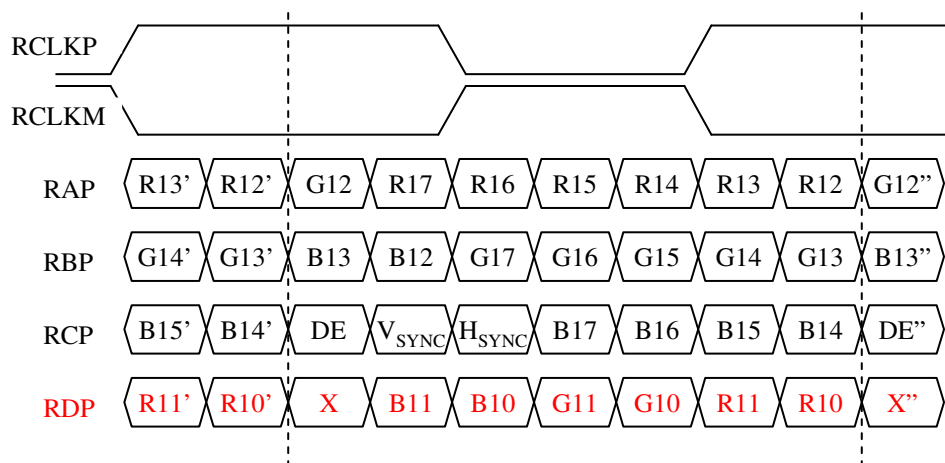 RCLKP
RCLKM
RAP R13’ R12’ G12 R17 R16 R15 R14 R13 R12 G12”
RBP G14’ G13’ B13 B12 G17 G16 G15 G14 G13 B13”
RCP B15’ B14’ DE VSYNC HSYNC B17 B16 B15 B14 DE”
RDP R11’ R10’ X B11 B10 G11 G10 R11 R10 X”